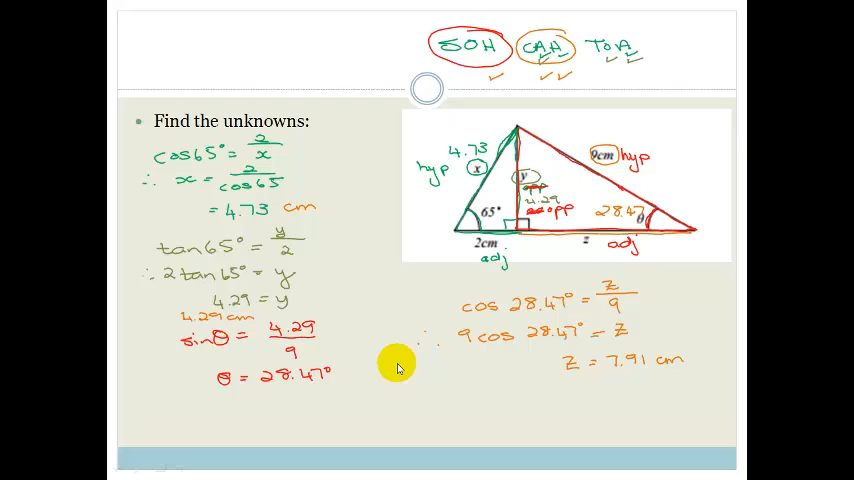 SOH CAH TOA
Find the unknowns:
cos65° = 2/x
∴ x = 2/cos65
= 4.73 cm
tan65° = y/2
∴ 2tan65° = y
4.29 = y
4.29cm
sinθ = 4.29/9
θ = 28.47°
4.73
hyp
x
9cm hyp
y
opp
4.29
opp
65°
28.47
θ
2cm
z
adj
adj
cos 28.47° = z/9
∴ 9cos 28.47° = z
z = 7.91 cm